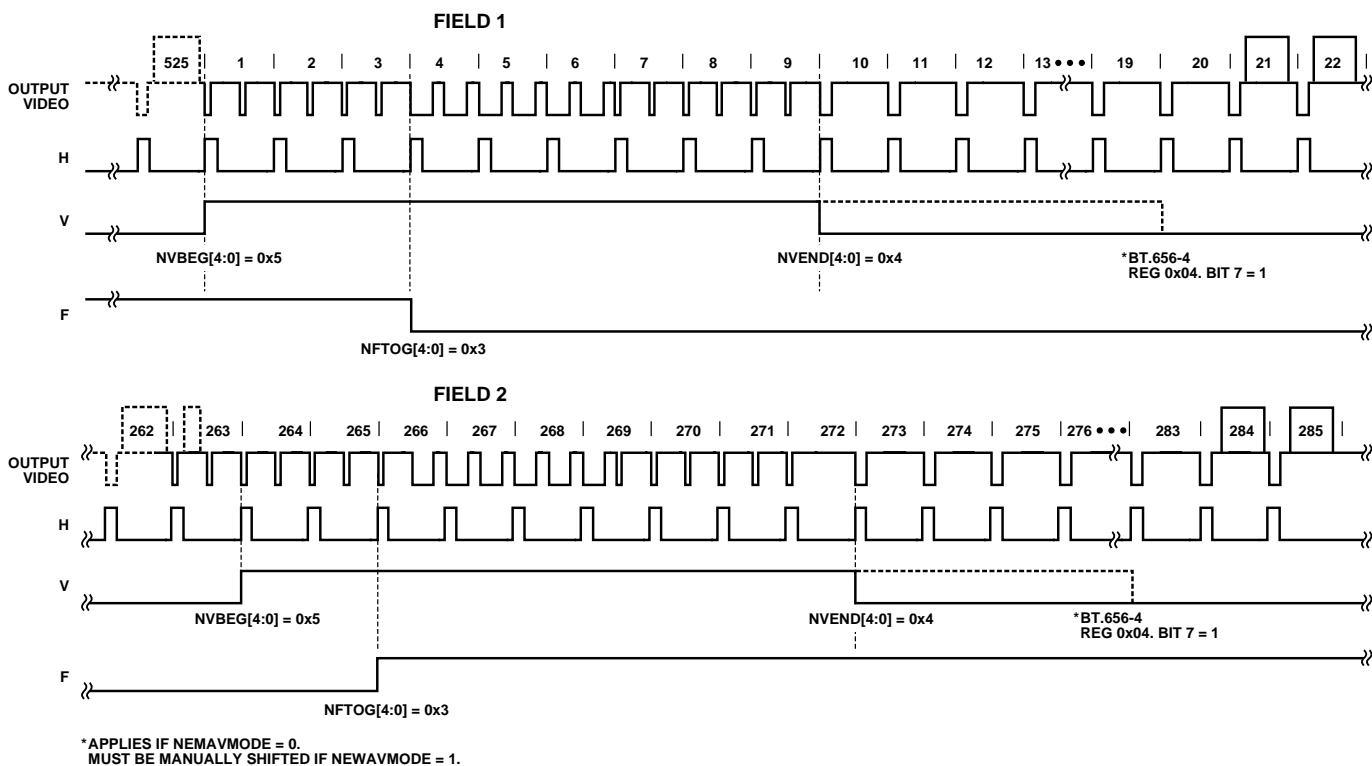 FIELD 1
525 1 2 3 4 5 6 7 8 9 10 11 12 13 ••• 19 20 21 22
OUTPUT
VIDEO
H
V
NVBEG[4:0] = 0x5
NVEND[4:0] = 0x4
*BT.656-4
REG 0x04. BIT 7 = 1
F
NFTOG[4:0] = 0x3
FIELD 2
262 263 264 265 266 267 268 269 270 271 272 273 274 275 276 ••• 283 284 285
OUTPUT
VIDEO
H
V
NVBEG[4:0] = 0x5
NVEND[4:0] = 0x4
*BT.656-4
REG 0x04. BIT 7 = 1
F
NFTOG[4:0] = 0x3
*APPLIES IF NEMAVMODE = 0.
MUST BE MANUALLY SHIFTED IF NEWAVMODE = 1.